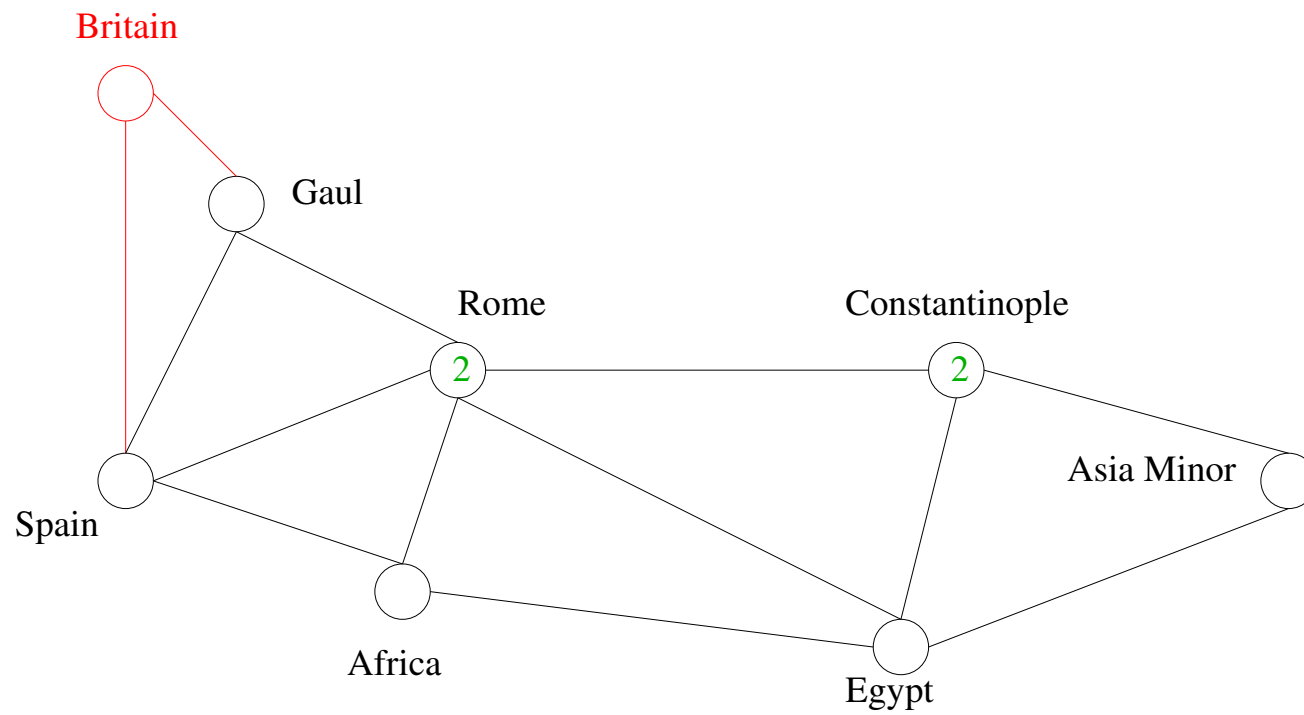 Britain
Gaul
Rome
Constantinople
2
2
Asia Minor
Spain
Africa
Egypt